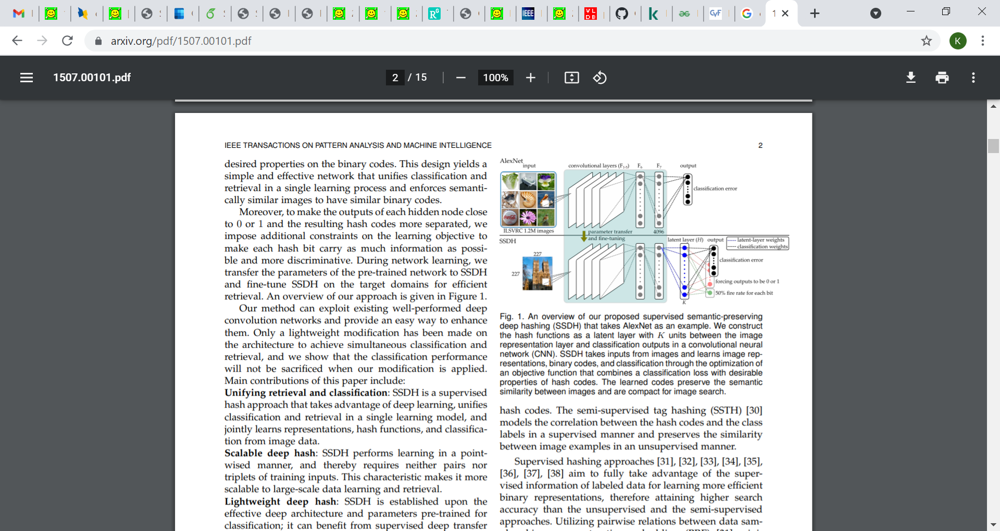 1
arxiv.org/pdf/1507.00101.pdf
K
1507.00101.pdf
2 / 15
100%
IEEE TRANSACTIONS ON PATTERN ANALYSIS AND MACHINE INTELLIGENCE
2
desired properties on the binary codes. This design yields a
simple and effective network that unifies classification and
retrieval in a single learning process and enforces semanti-
cally similar images to have similar binary codes.
Moreover, to make the outputs of each hidden node close
to 0 or 1 and the resulting hash codes more separated, we
impose additional constraints on the learning objective to
make each hash bit carry as much information as possi-
ble and more discriminative. During network learning, we
transfer the parameters of the pre-trained network to SSDH
and fine-tune SSDH on the target domains for efficient
retrieval. An overview of our approach is given in Figure 1.
Our method can exploit existing well-performed deep
convolution networks and provide an easy way to enhance
them. Only a lightweight modification has been made on
the architecture to achieve simultaneous classification and
retrieval, and we show that the classification performance
will not be sacrificed when our modification is applied.
Main contributions of this paper include:
Unifying retrieval and classification: SSDH is a supervised
hash approach that takes advantage of deep learning, unifies
classification and retrieval in a single learning model, and
jointly learns representations, hash functions, and classifica-
tion from image data.
Scalable deep hash: SSDH performs learning in a point-
wised manner, and thereby requires neither pairs nor
triplets of training inputs. This characteristic makes it more
scalable to large-scale data learning and retrieval.
Lightweight deep hash: SSDH is established upon the
effective deep architecture and parameters pre-trained for
classification; it can benefit from supervised deep transfer
AlexNet
input
convolutional layers (F1-5)
F6
F7
output
classification error
ILSVRC 1.2M images
parameter transfer
and fine-tuning
4096
SSDH
latent layer (H)
output
latent-layer weights
classification weights
227
227
classification error
forcing outputs to be 0 or 1
50% fire rate for each bit
K
Fig. 1. An overview of our proposed supervised semantic-preserving
deep hashing (SSDH) that takes AlexNet as an example. We construct
the hash functions as a latent layer with K units between the image
representation layer and classification outputs in a convolutional neural
network (CNN). SSDH takes inputs from images and learns image rep-
resentations, binary codes, and classification through the optimization of
an objective function that combines a classification loss with desirable
properties of hash codes. The learned codes preserve the semantic
similarity between images and are compact for image search.
hash codes. The semi-supervised tag hashing (SSTH) [30]
models the correlation between the hash codes and the class
labels in a supervised manner and preserves the similarity
between image examples in an unsupervised manner.
Supervised hashing approaches [31], [32], [33], [34], [35],
[36], [37], [38] aim to fully take advantage of the super-
vised information of labeled data for learning more efficient
binary representations, therefore attaining higher search
accuracy than the unsupervised and the semi-supervised
approaches. Utilizing pairwise relations between data sam-